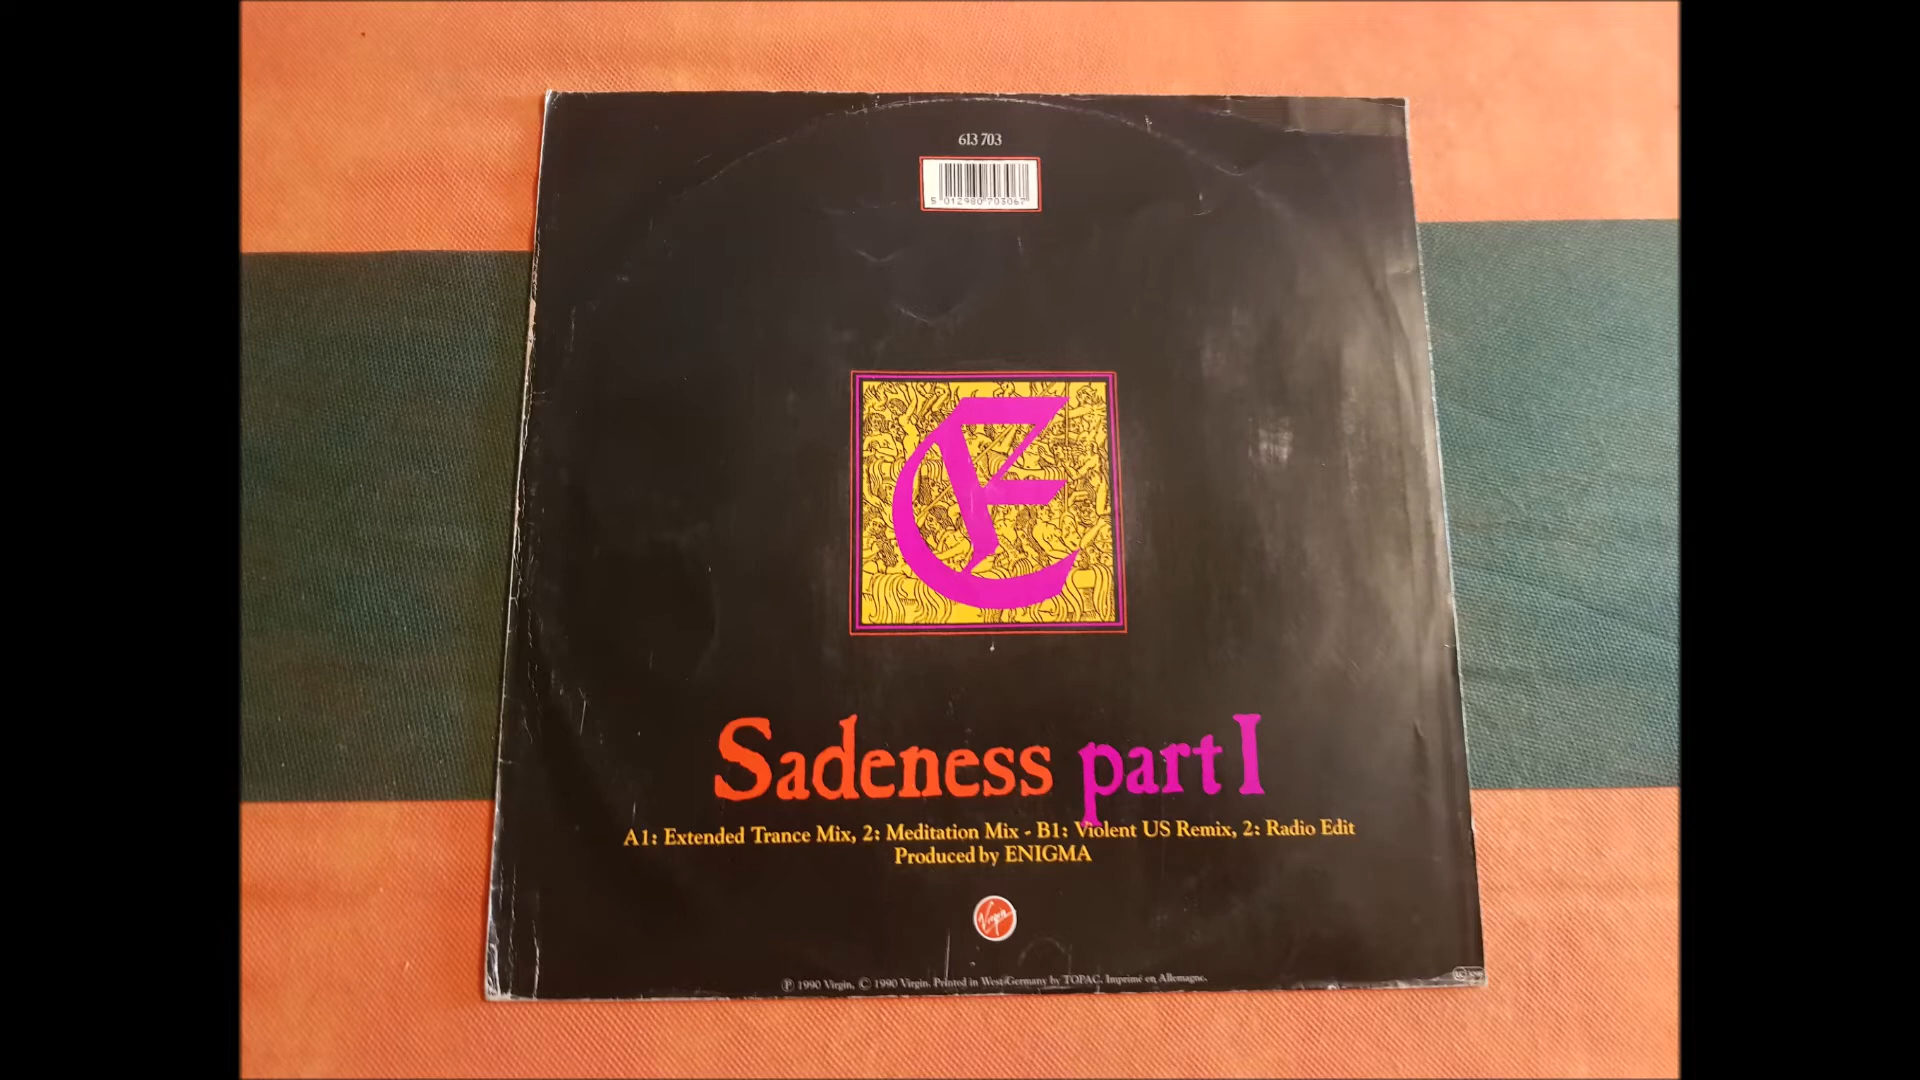 613 703
5 012980 703067
E
Sadeness part I
A1: Extended Trance Mix, 2: Meditation Mix - B1: Violent US Remix, 2: Radio Edit
Produced by ENIGMA
Virgin
℗ 1990 Virgin, © 1990 Virgin. Printed in West-Germany by TOPAC. Imprimé en Allemagne.